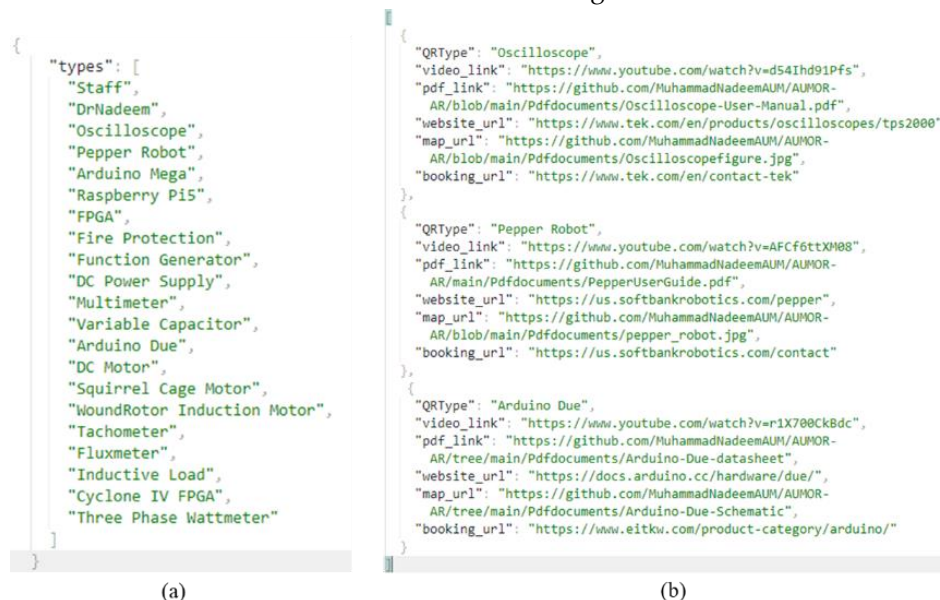 {
"types": [
"Staff",
"DrNadeem",
"Oscilloscope",
"Pepper Robot",
"Arduino Mega",
"Raspberry Pi5",
"FPGA",
"Fire Protection",
"Function Generator",
"DC Power Supply",
"Multimeter",
"Variable Capacitor",
"Arduino Due",
"DC Motor",
"Squirrel Cage Motor",
"WoundRotor Induction Motor",
"Tachometer",
"Fluxmeter",
"Inductive Load",
"Cyclone IV FPGA",
"Three Phase Wattmeter"
]
}
(a)
[
{
"QRType": "Oscilloscope",
"video_link": "https://www.youtube.com/watch?v=d54Ihd91Pfs",
"pdf_link": "https://github.com/MuhammadNadeemAUM/AUMOR-
AR/blob/main/Pdfdocuments/Oscilloscope-User-Manual.pdf",
"website_url": "https://www.tek.com/en/products/oscilloscopes/tps2000"
"map_url": "https://github.com/MuhammadNadeemAUM/AUMOR-
AR/blob/main/Pdfdocuments/Oscilloscopefigure.jpg",
"booking_url": "https://www.tek.com/en/contact-tek"
},
{
"QRType": "Pepper Robot",
"video_link": "https://www.youtube.com/watch?v=AFCf6ttXM08",
"pdf_link": "https://github.com/MuhammadNadeemAUM/AUMOR-
AR/main/Pdfdocuments/PepperUserGuide.pdf",
"website_url": "https://us.softbankrobotics.com/pepper",
"map_url": "https://github.com/MuhammadNadeemAUM/AUMOR-
AR/blob/main/Pdfdocuments/pepper_robot.jpg",
"booking_url": "https://us.softbankrobotics.com/contact"
},
{
"QRType": "Arduino Due",
"video_link": "https://www.youtube.com/watch?v=r1X700CkBdc",
"pdf_link": "https://github.com/MuhammadNadeemAUM/AUMOR-
AR/tree/main/Pdfdocuments/Arduino-Due-datasheet",
"website_url": "https://docs.arduino.cc/hardware/due/",
"map_url": "https://github.com/MuhammadNadeemAUM/AUMOR-
AR/tree/main/Pdfdocuments/Arduino-Due-Schematic",
"booking_url": "https://www.eitkw.com/product-category/arduino/"
}
]
(b)